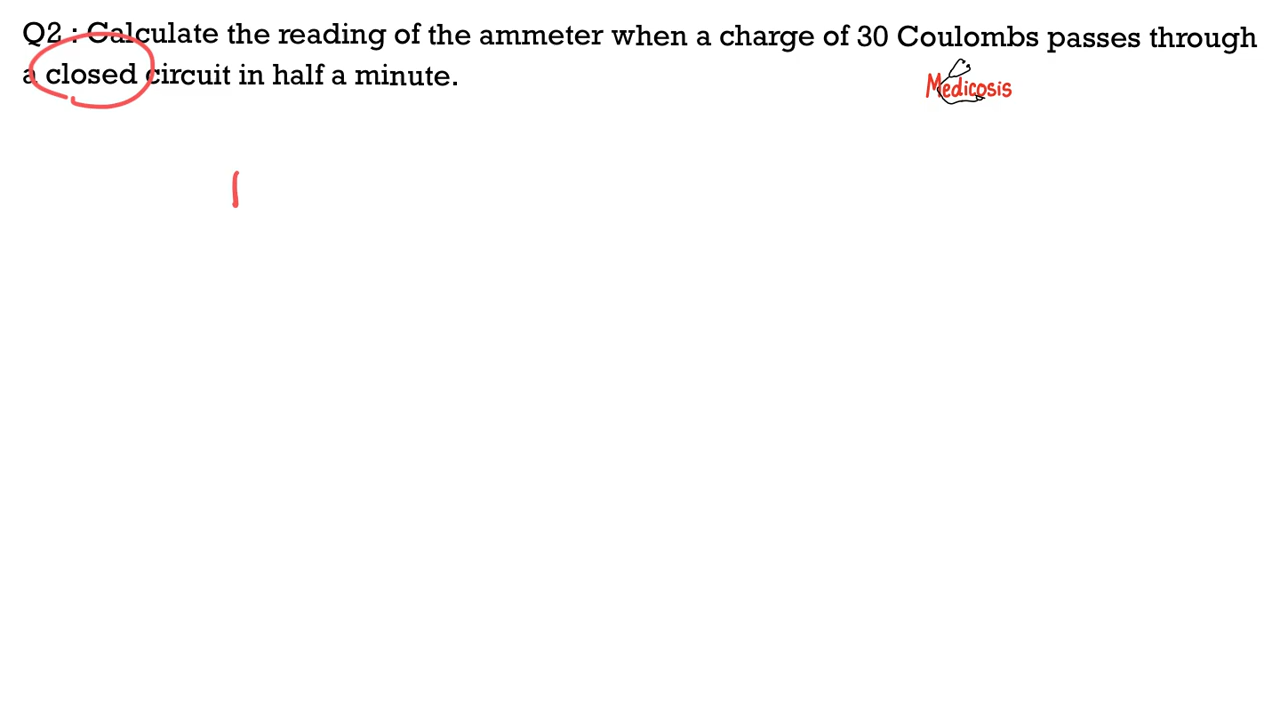 Q2 : Calculate the reading of the ammeter when a charge of 30 Coulombs passes through
a closed circuit in half a minute.
Medicosis
I